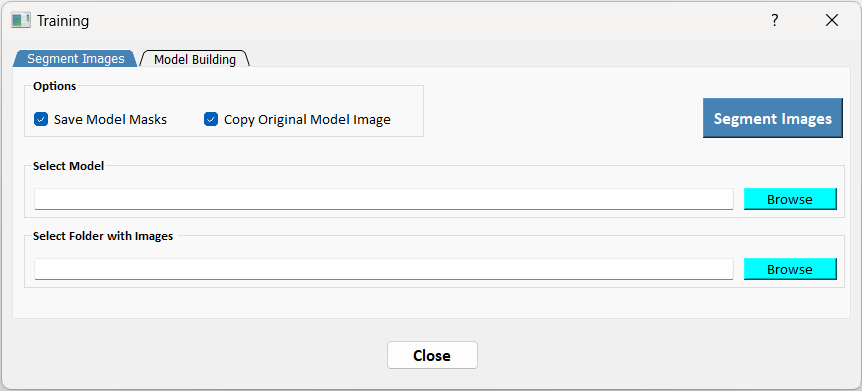 Training
?
Segment Images
Model Building
Options
Save Model Masks
Copy Original Model Image
Segment Images
Select Model
Browse
Select Folder with Images
Browse
Close